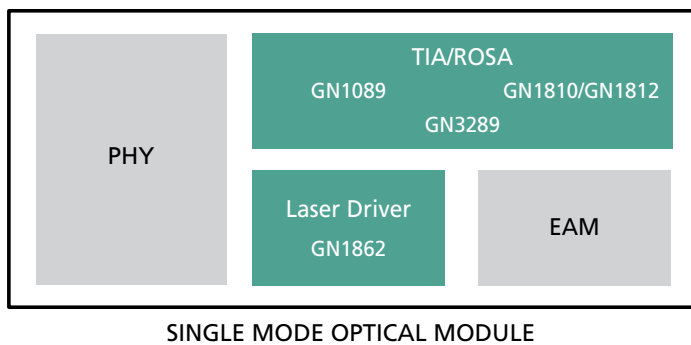 PHY
TIA/ROSA
GN1089 GN1810/GN1812
GN3289
Laser Driver
GN1862
EAM
SINGLE MODE OPTICAL MODULE